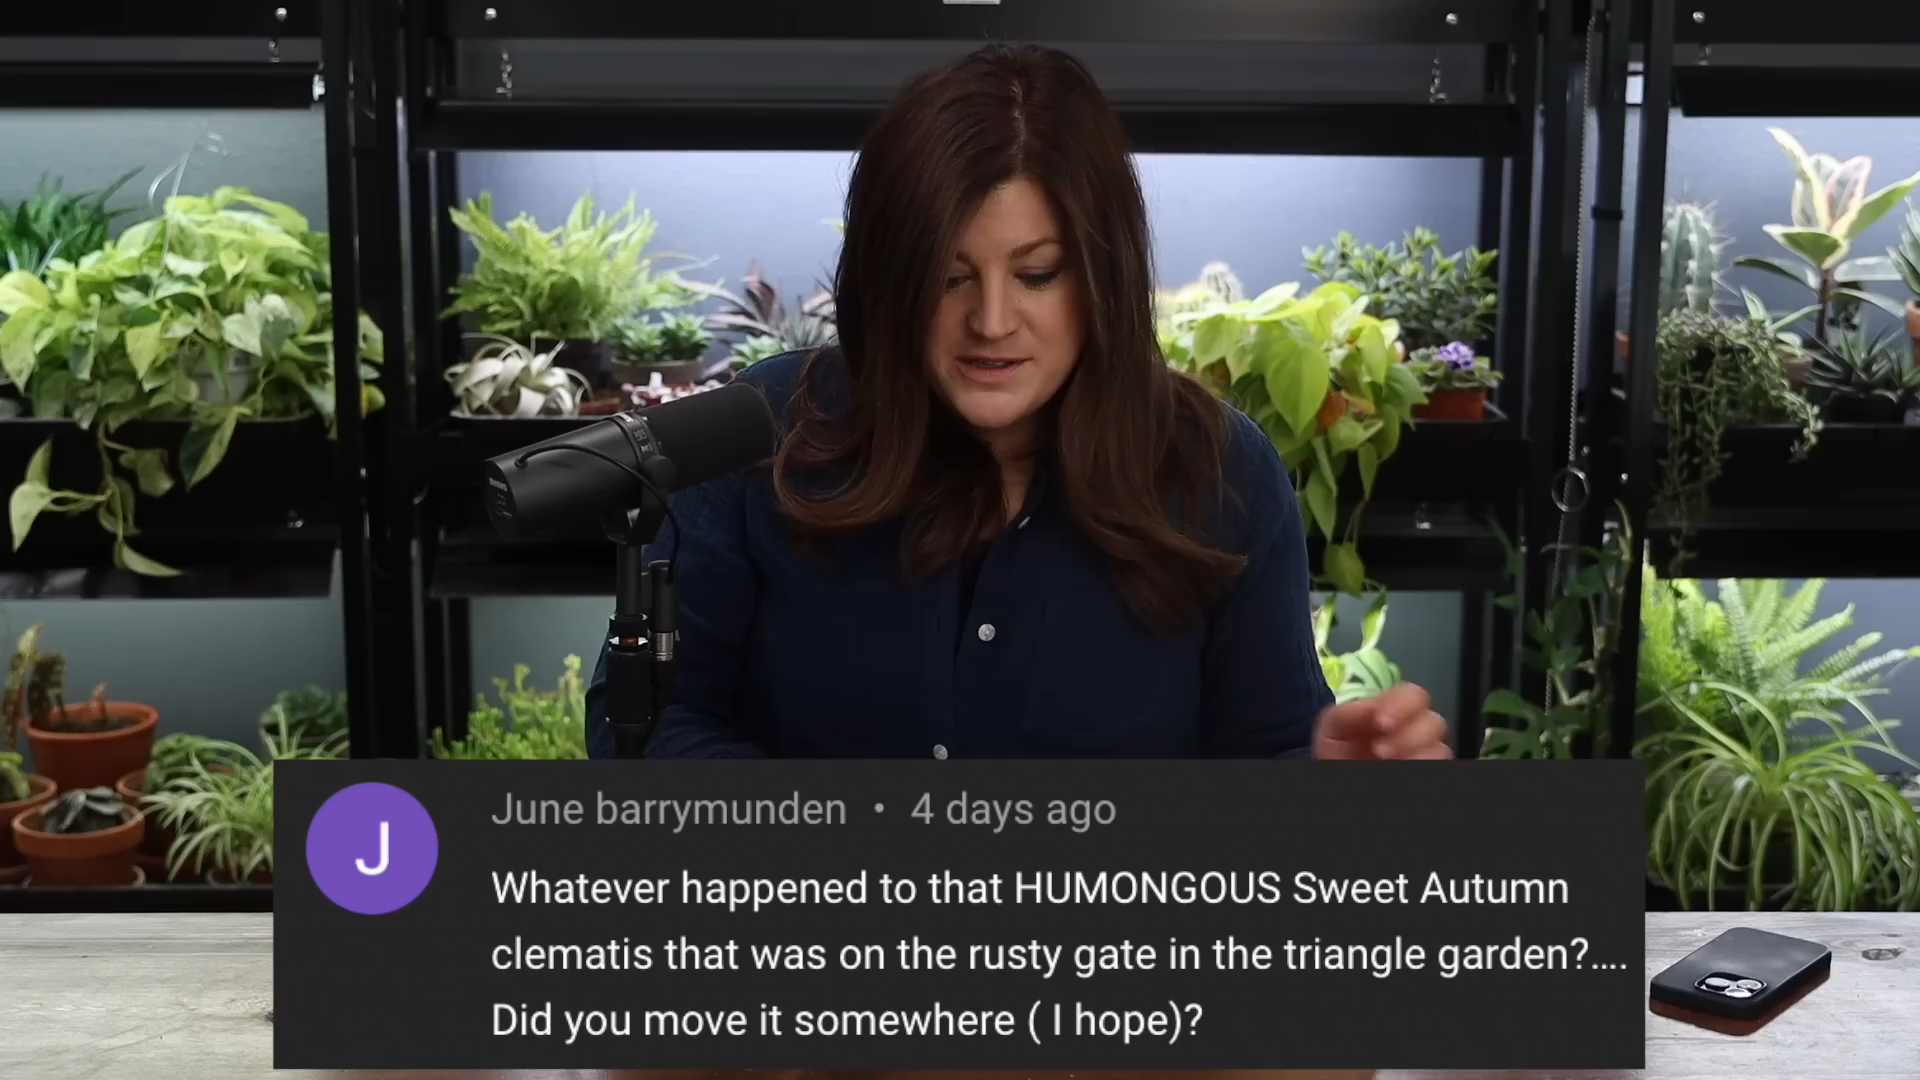 J
June barrymunden • 4 days ago
Whatever happened to that HUMONGOUS Sweet Autumn
clematis that was on the rusty gate in the triangle garden?....
Did you move it somewhere ( I hope)?